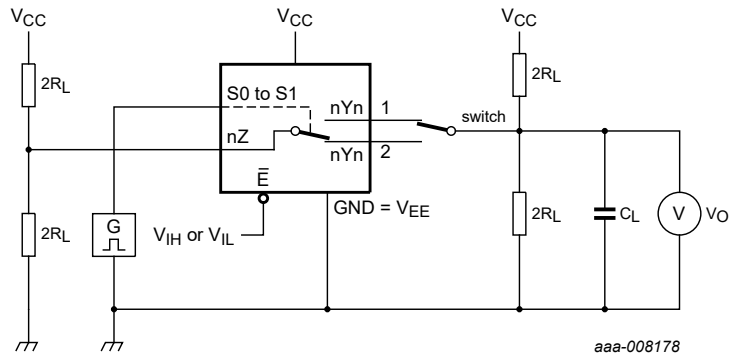 VCC
VCC
VCC
2RL
2RL
S0 to S1
nYn
1
switch
nZ
nYn
2
E̅
GND = VEE
2RL
G
VIH or VIL
2RL
CL
V
VO
aaa-008178